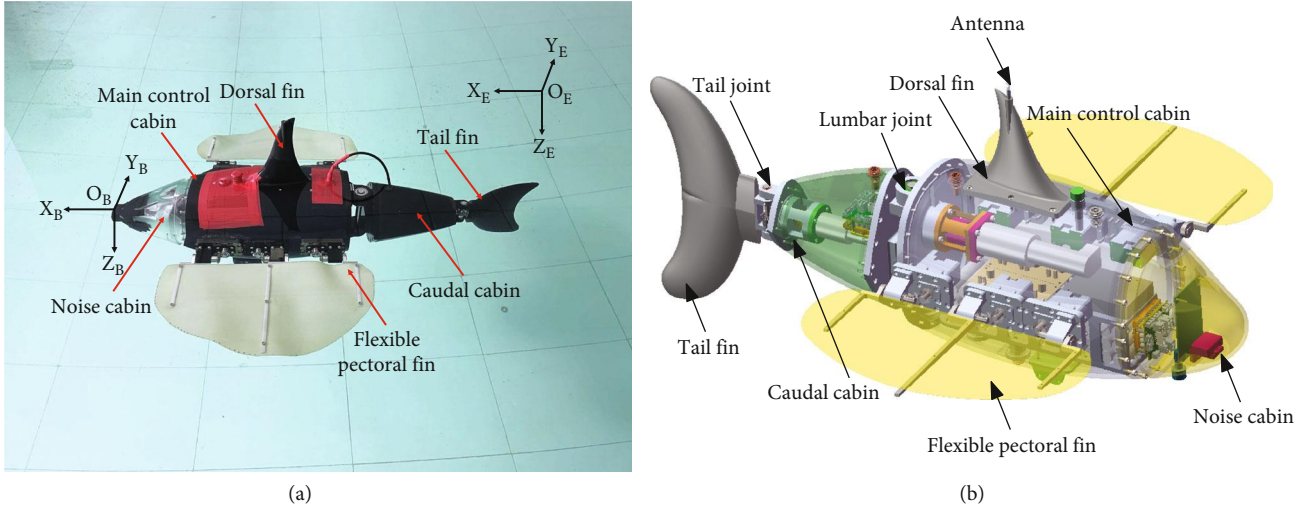 Y_E
X_E
O_E
Z_E
Main control
cabin
Dorsal fin
Tail fin
Y_B
O_B
X_B
Z_B
Noise cabin
Caudal cabin
Flexible
pectoral fin
(a)
Antenna
Tail joint
Dorsal fin
Lumbar joint
Main control cabin
Tail fin
Caudal cabin
Flexible pectoral fin
Noise cabin
(b)